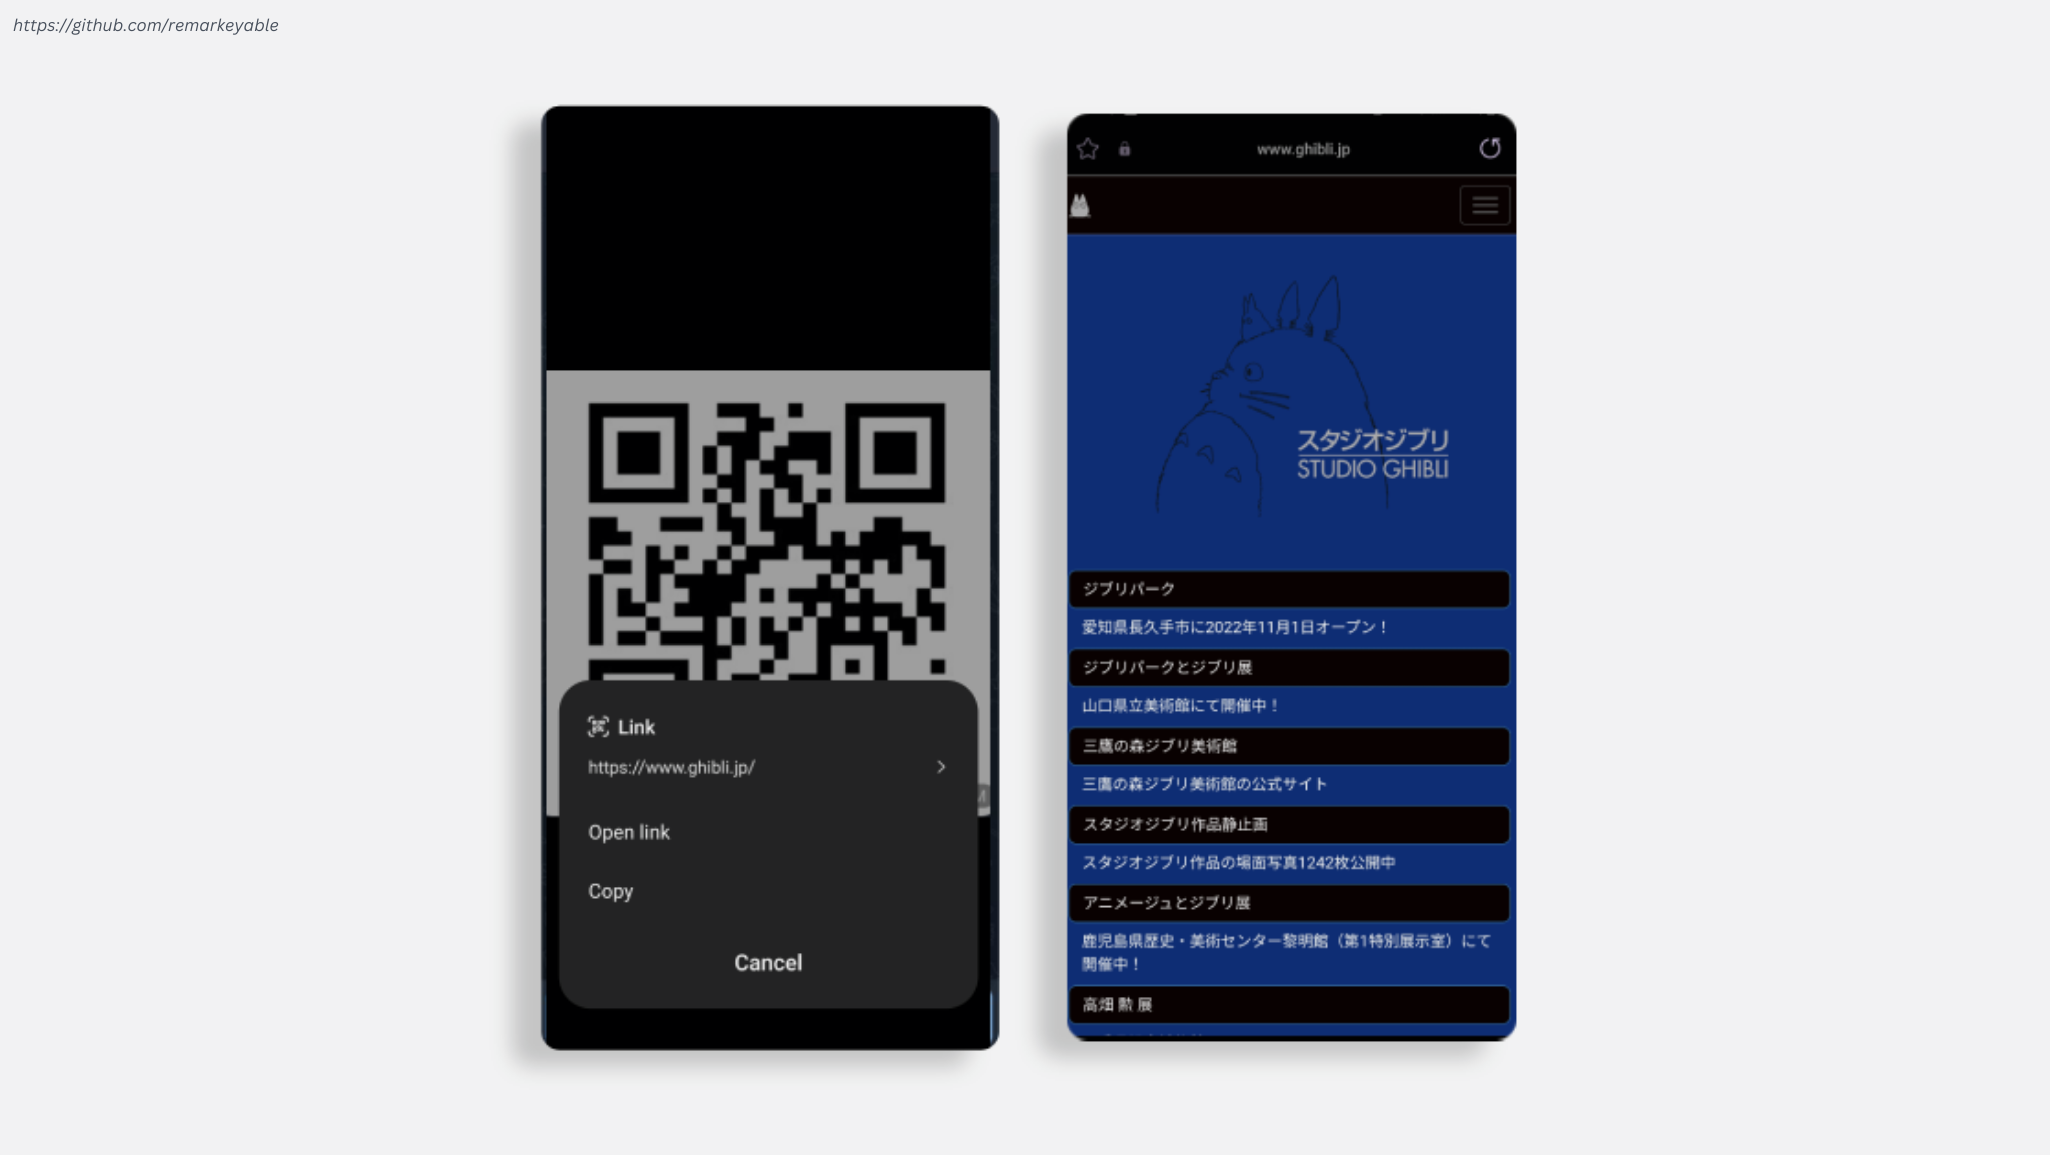 https://github.com/remarkeyable
Link
https://www.ghibli.jp/
Open link
Copy
Cancel
www.ghibli.jp
スタジオジブリ
STUDIO GHIBLI
ジブリパーク
愛知県長久手市に2022年11月1日オープン！
ジブリパークとジブリ展
山口県立美術館にて開催中！
三鷹の森ジブリ美術館
三鷹の森ジブリ美術館の公式サイト
スタジオジブリ作品静止画
スタジオジブリ作品の場面写真1242枚公開中
アニメージュとジブリ展
鹿児島県歴史・美術センター黎明館（第1特別展示室）にて
開催中！
高畑 勲 展